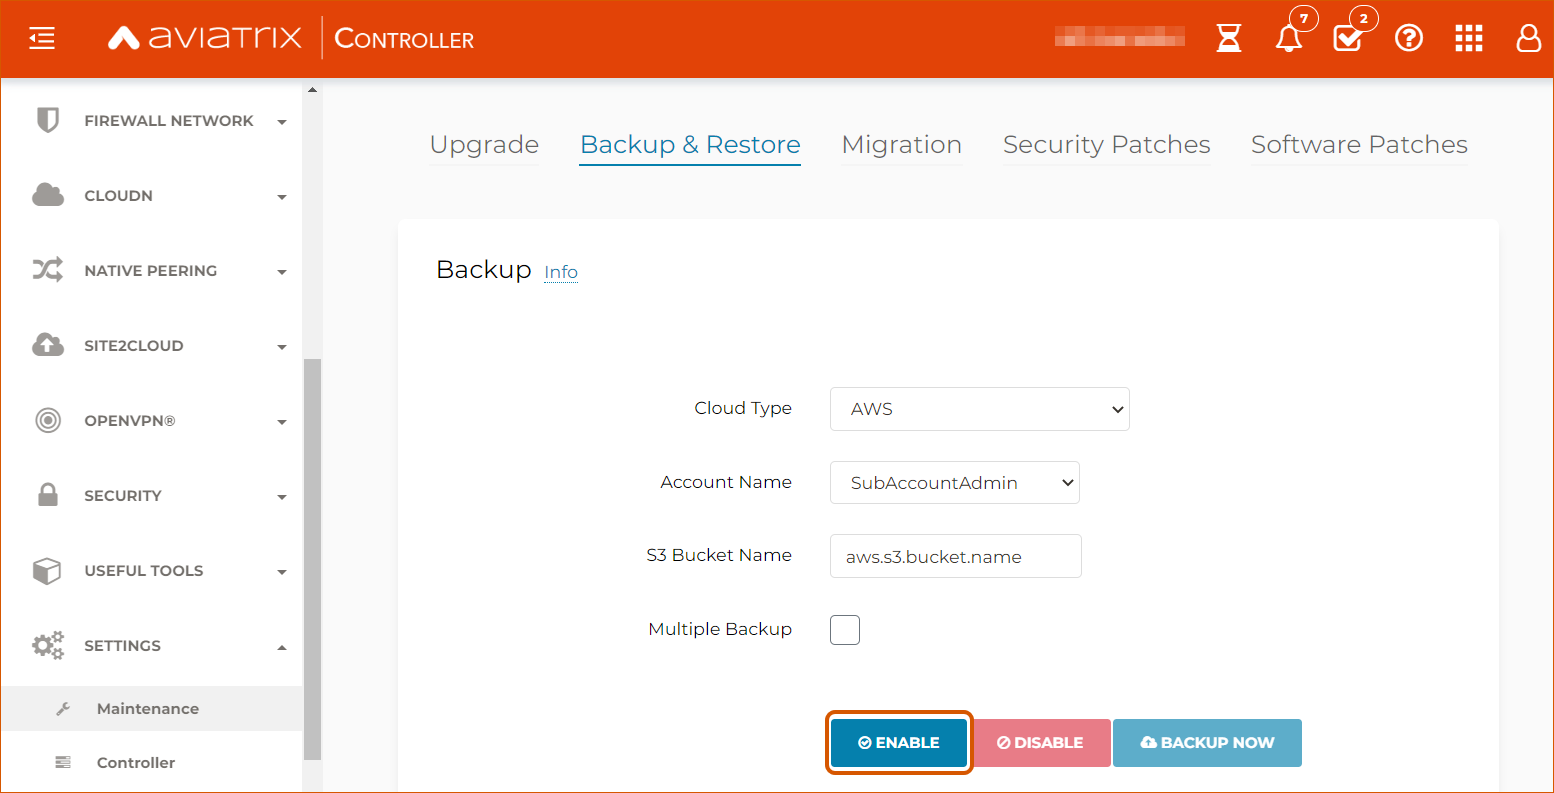 aviatrix CONTROLLER
7
2
FIREWALL NETWORK
CLOUDN
NATIVE PEERING
SITE2CLOUD
OPENVPN®
SECURITY
USEFUL TOOLS
SETTINGS
Maintenance
Controller
Upgrade Backup & Restore Migration Security Patches Software Patches
Backup Info
Cloud Type AWS
Account Name SubAccountAdmin
S3 Bucket Name aws.s3.bucket.name
Multiple Backup
ENABLE DISABLE BACKUP NOW